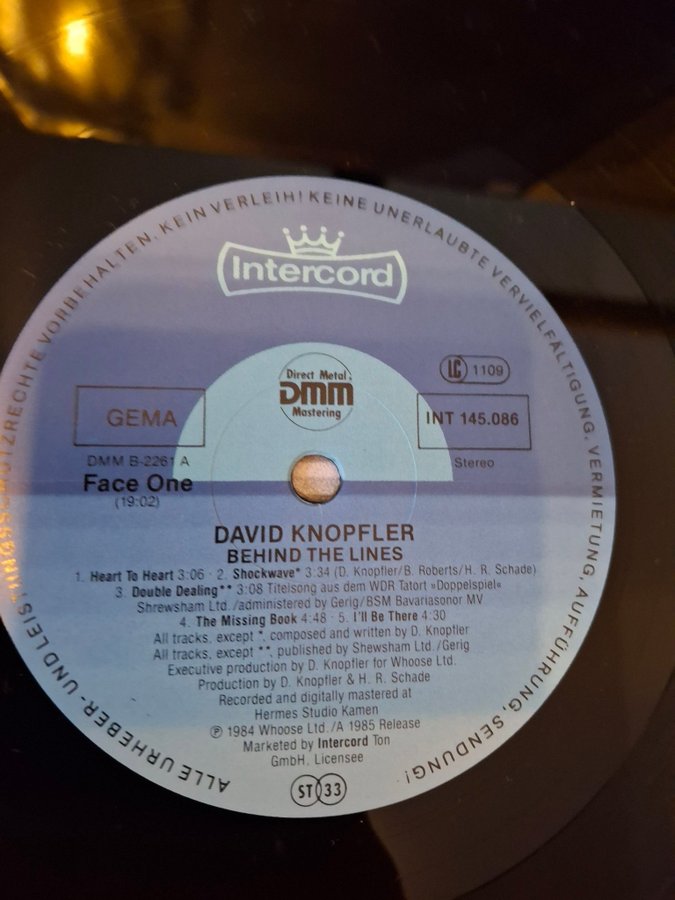 ALLE URHEBER- UND LEISTUNGSSCHUTZRECHTE VORBEHALTEN. KEIN VERLEIH! KEINE UNERLAUBTE VERVIELFÄLTIGUNG, VERMIETUNG, AUFFÜHRUNG, SENDUNG!
Intercord
Direct Metal
DMM
Mastering
LC 1109
GEMA
INT 145.086
DMM B-2261 A
Stereo
Face One
(19:02)
DAVID KNOPFLER
BEHIND THE LINES
1. Heart To Heart 3:06 · 2. Shockwave* 3:34 (D. Knopfler/B. Roberts/H. R. Schade)
3. Double Dealing** 3:08 Titelsong aus dem WDR Tatort »Doppelspiel«
Shrewsham Ltd./administered by Gerig/BSM Bavariasonor MV
4. The Missing Book 4:48 · 5. I'll Be There 4:30
All tracks, except *, composed and written by D. Knopfler
All tracks, except **, published by Shewsham Ltd./Gerig
Executive production by D. Knopfler for Whoose Ltd.
Production by D. Knopfler & H. R. Schade
Recorded and digitally mastered at
Hermes Studio Kamen
℗ 1984 Whoose Ltd./A 1985 Release
Marketed by Intercord Ton
GmbH, Licensee
ST 33